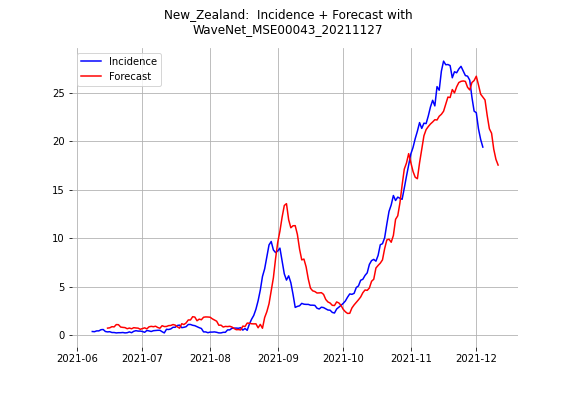 New_Zealand:  Incidence + Forecast with
WaveNet_MSE00043_20211127
Incidence
Forecast
25
20
15
10
5
0
2021-06 2021-07 2021-08 2021-09 2021-10 2021-11 2021-12